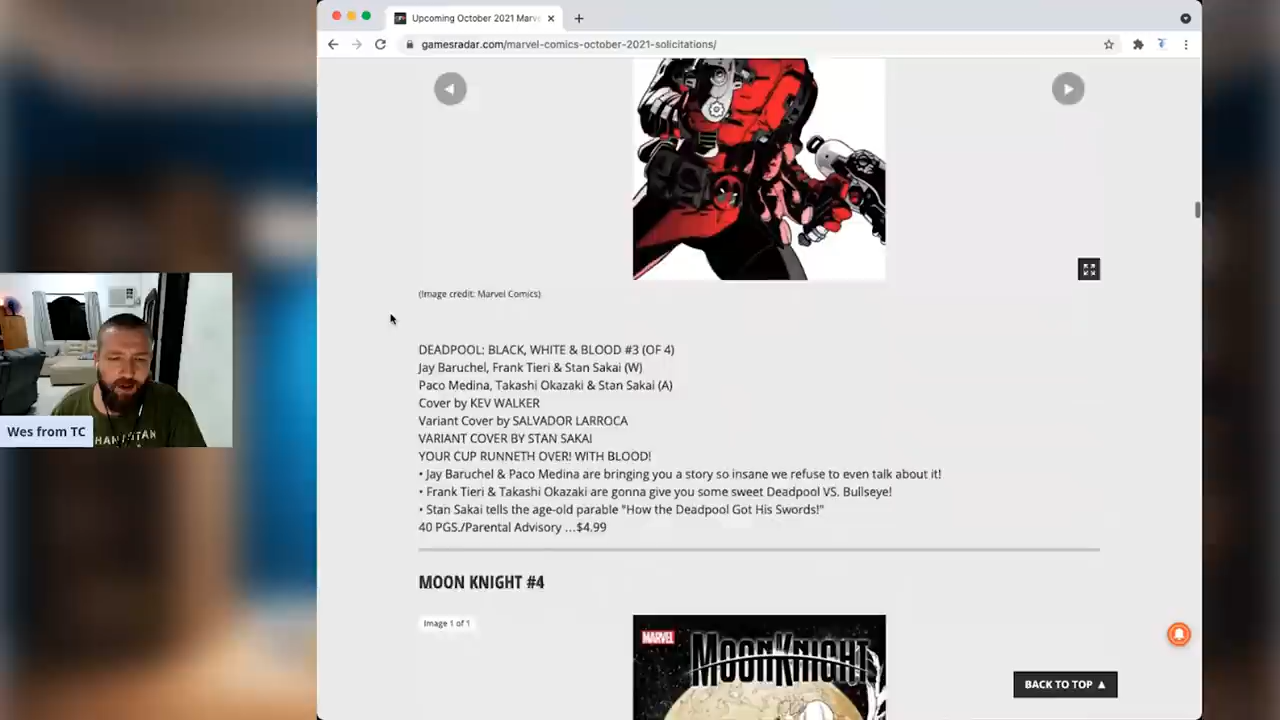 Upcoming October 2021 Marv
gamesradar.com/marvel-comics-october-2021-solicitations/
(Image credit: Marvel Comics)
DEADPOOL: BLACK, WHITE & BLOOD #3 (OF 4)
Jay Baruchel, Frank Tieri & Stan Sakai (W)
Paco Medina, Takashi Okazaki & Stan Sakai (A)
Cover by KEV WALKER
Variant Cover by SALVADOR LARROCA
VARIANT COVER BY STAN SAKAI
YOUR CUP RUNNETH OVER! WITH BLOOD!
• Jay Baruchel & Paco Medina are bringing you a story so insane we refuse to even talk about it!
• Frank Tieri & Takashi Okazaki are gonna give you some sweet Deadpool VS. Bullseye!
• Stan Sakai tells the age-old parable "How the Deadpool Got His Swords!"
40 PGS./Parental Advisory …$4.99
MOON KNIGHT #4
Image 1 of 1
MARVEL
MOONKNIGHT
BACK TO TOP ▲
Wes from TC